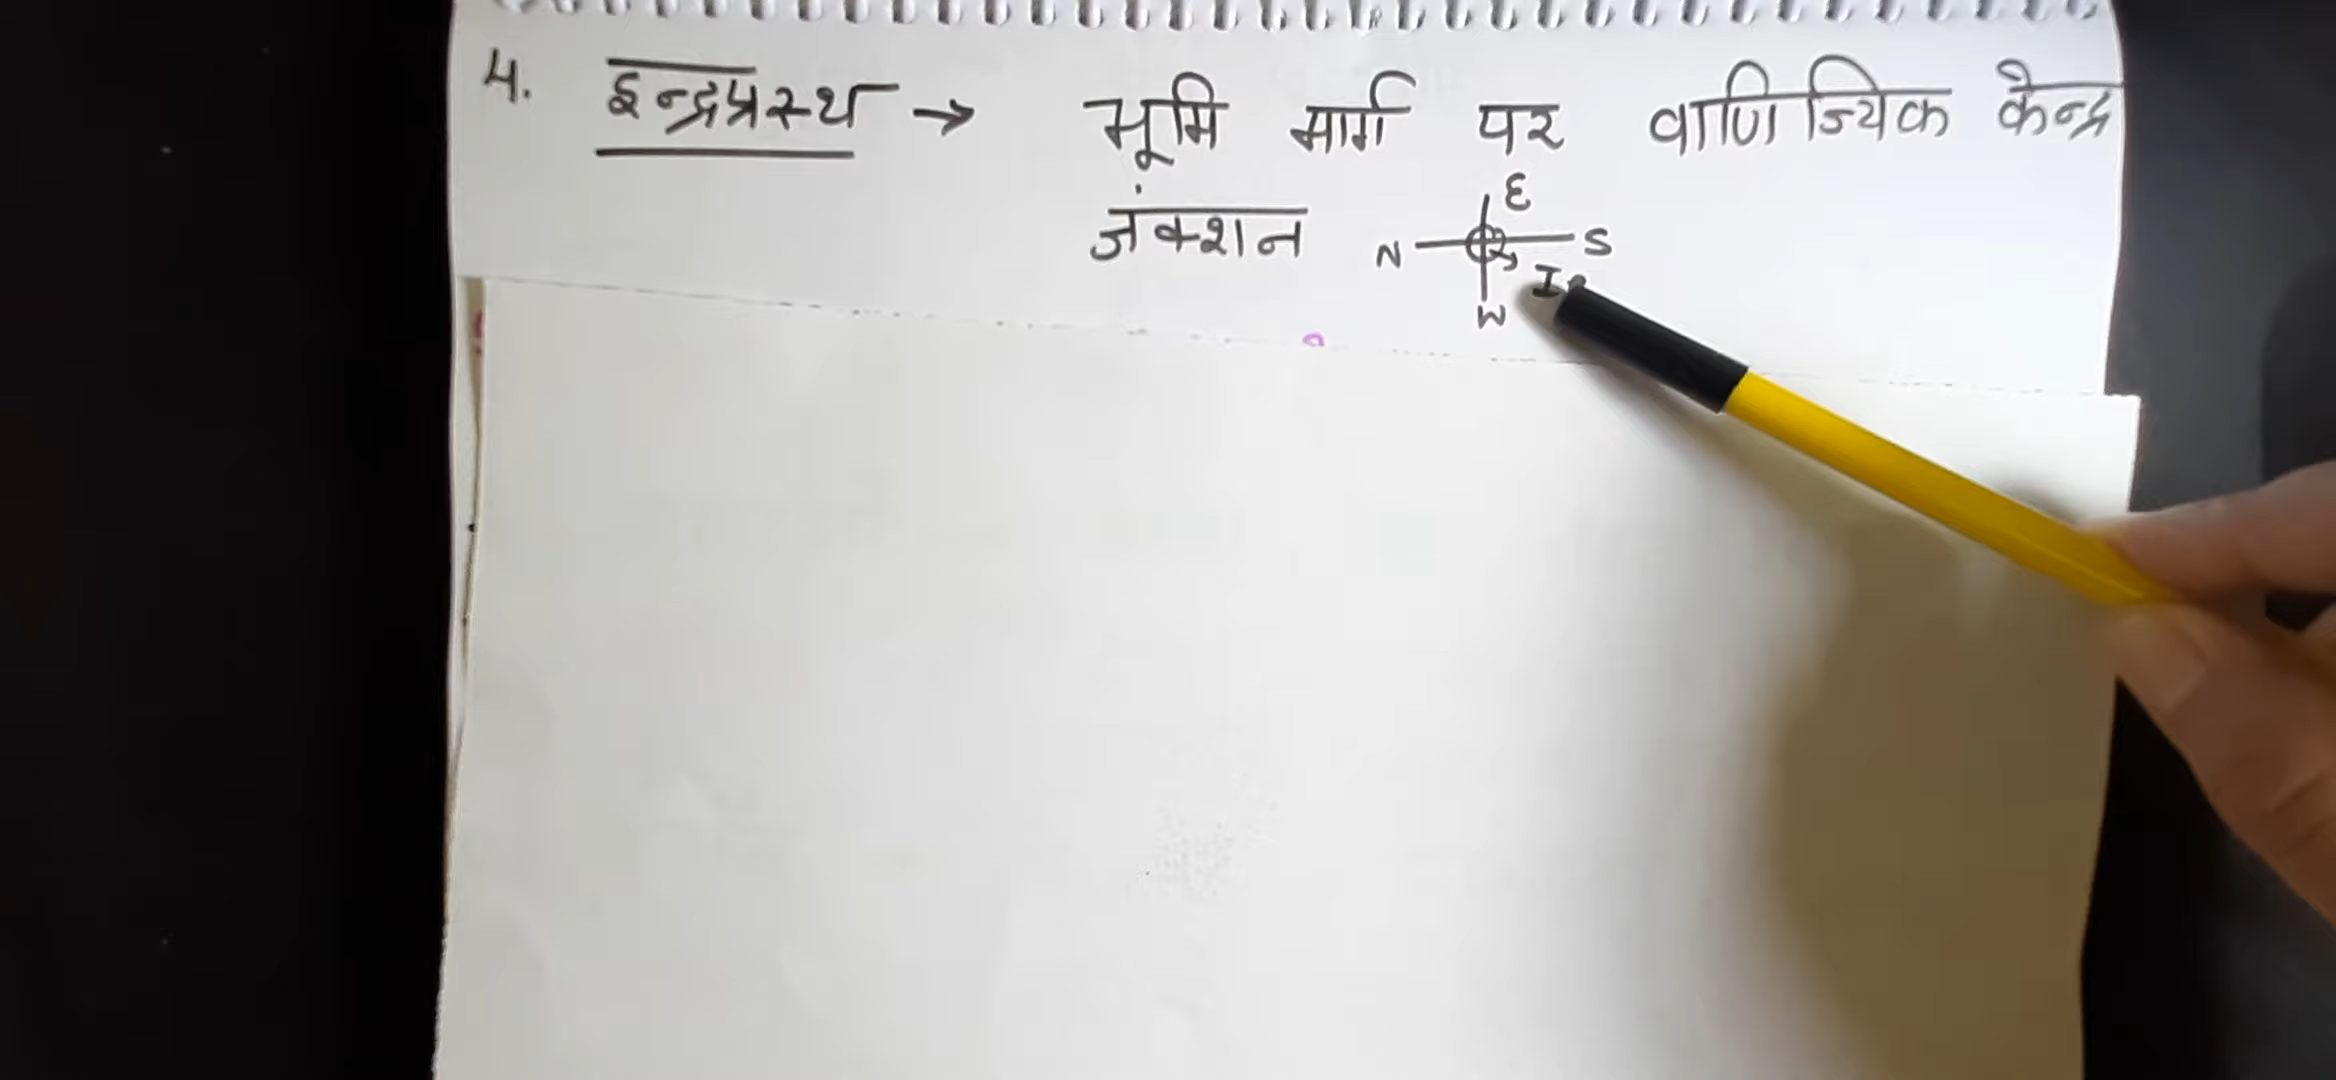 4. इन्द्रप्रस्थ → भूमि मार्ग पर वाणिज्यिक केन्द्र
जंक्शन
E
N S
W